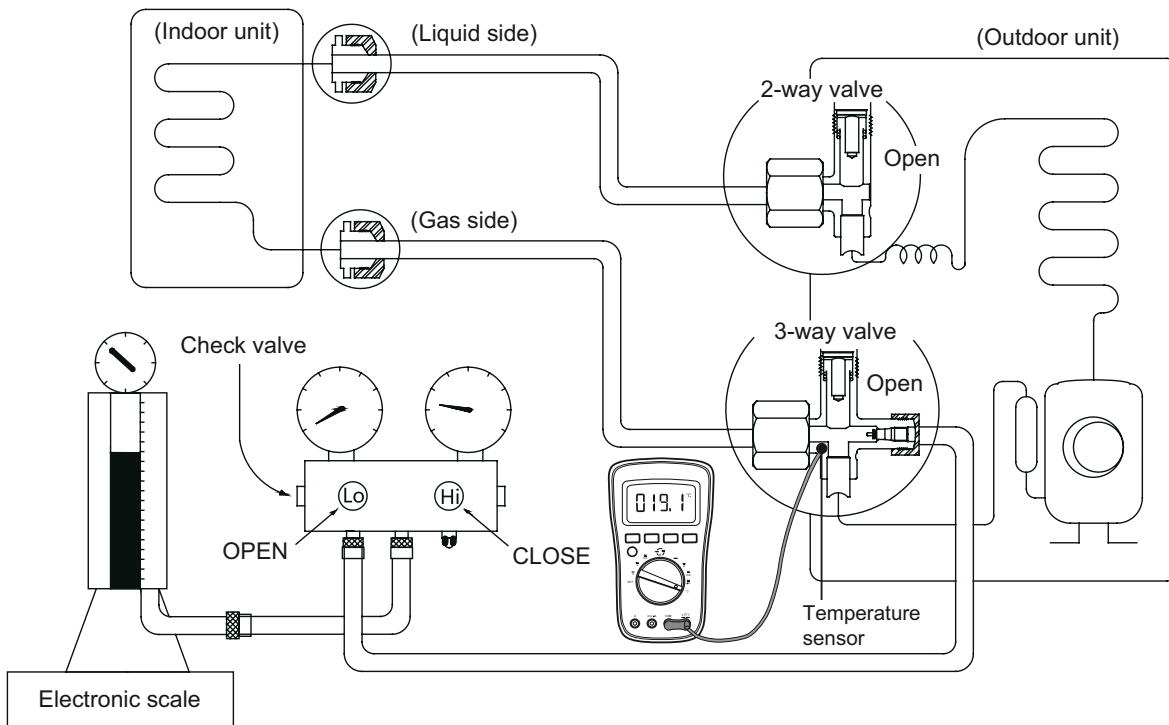 (Indoor unit)
(Liquid side)
(Outdoor unit)
2-way valve
Open
(Gas side)
3-way valve
Open
Check valve
Lo
Hi
OPEN
CLOSE
019.1 °C
Temperature
sensor
Electronic scale